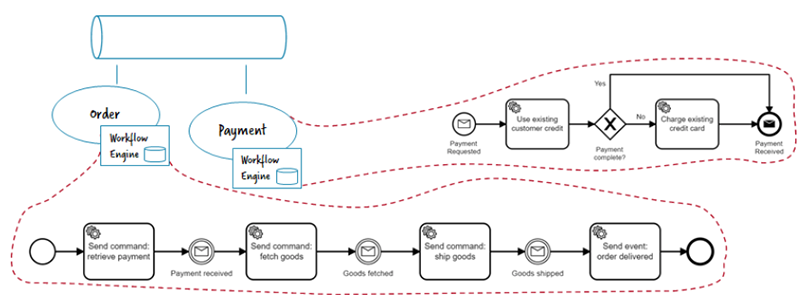 Order
Workflow
Engine
Payment
Workflow
Engine
Yes
Use existing
customer credit
No
Charge existing
credit card
Payment
Requested
Payment
complete?
Payment
Received
Send command:
retrieve payment
Payment received
Send command:
fetch goods
Goods fetched
Send command:
ship goods
Goods shipped
Send event:
order delivered